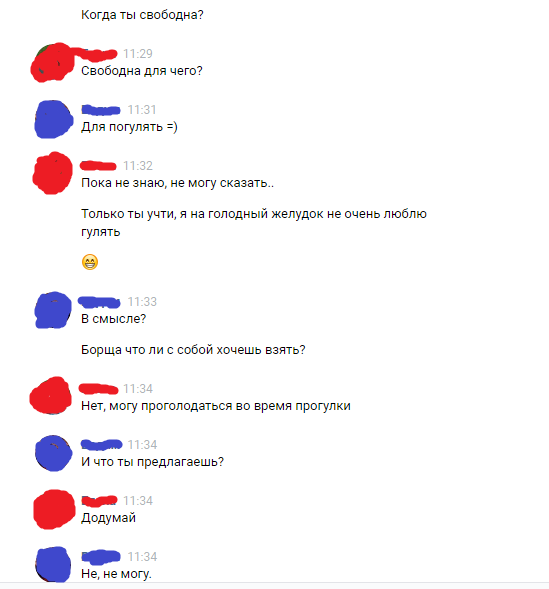 Когда ты свободна?
11:29
Свободна для чего?
11:31
Для погулять =)
11:32
Пока не знаю, не могу сказать..
Только ты учти, я на голодный желудок не очень люблю
гулять
11:33
В смысле?
Борща что ли с собой хочешь взять?
11:34
Нет, могу проголодаться во время прогулки
11:34
И что ты предлагаешь?
11:34
Додумай
11:34
Не, не могу.